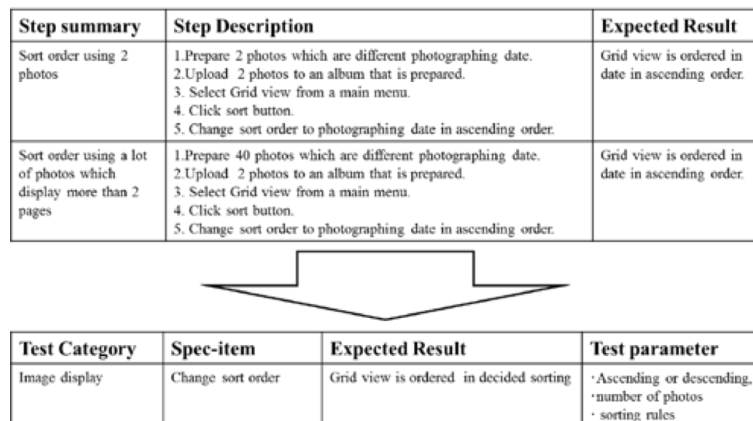 Step summary Step Description Expected Result
Sort order using 2
photos
1.Prepare 2 photos which are different photographing date.
2.Upload 2 photos to an album that is prepared.
3. Select Grid view from a main menu.
4. Click sort button.
5. Change sort order to photographing date in ascending order.
Grid view is ordered in
date in ascending order.
Sort order using a lot
of photos which
display more than 2
pages
1.Prepare 40 photos which are different photographing date.
2.Upload 2 photos to an album that is prepared.
3. Select Grid view from a main menu.
4. Click sort button.
5. Change sort order to photographing date in ascending order.
Grid view is ordered in
date in ascending order.
Test Category Spec-item Expected Result Test parameter
Image display Change sort order Grid view is ordered in decided sorting
・Ascending or descending,
・number of photos
・sorting rules